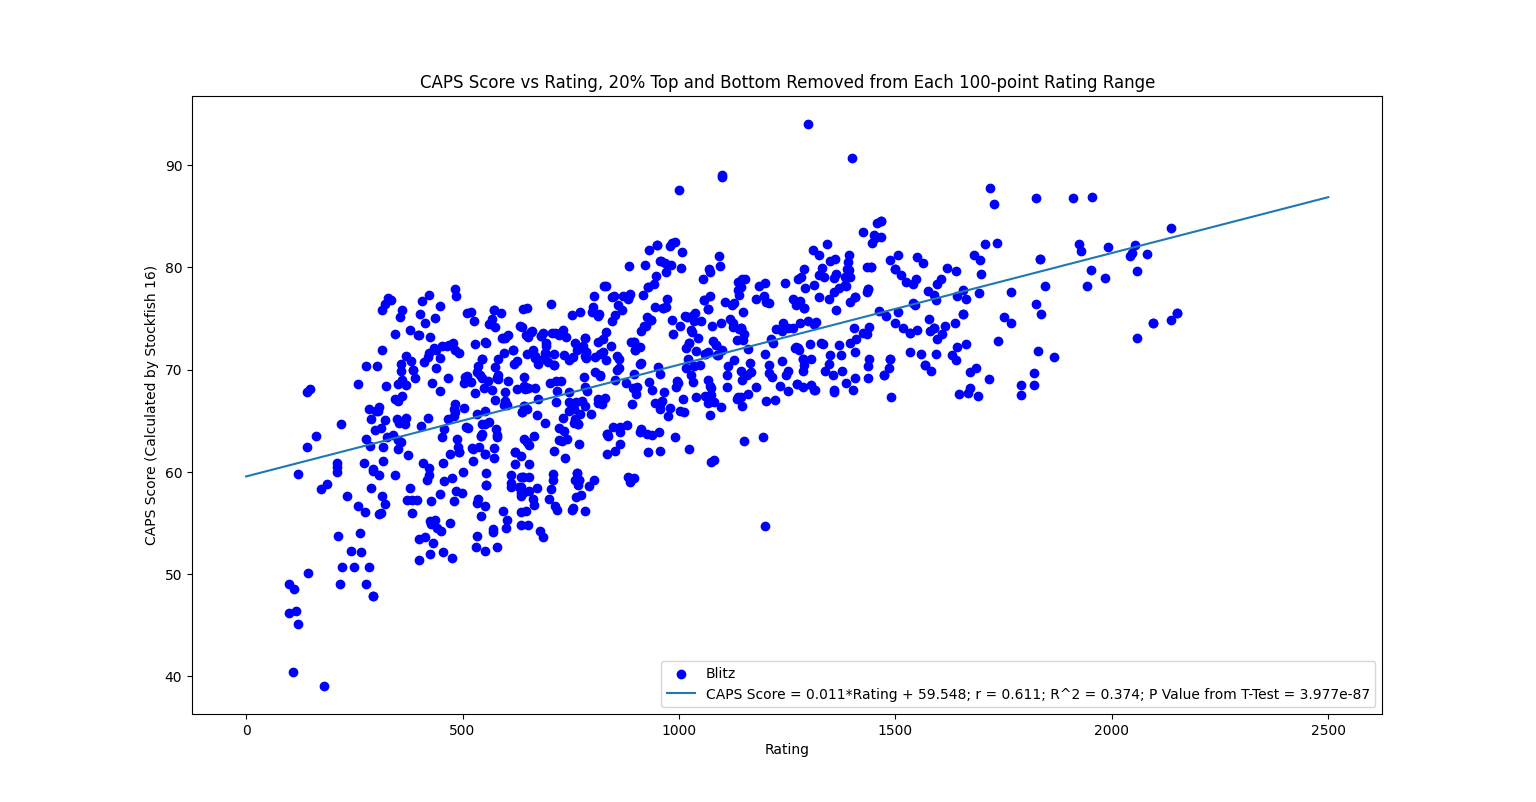 CAPS Score vs Rating, 20% Top and Bottom Removed from Each 100-point Rating Range
CAPS Score (Calculated by Stockfish 16)
90
80
70
60
50
40
Blitz
CAPS Score = 0.011*Rating + 59.548; r = 0.611; R^2 = 0.374; P Value from T-Test = 3.977e-87
0
500
1000
1500
2000
2500
Rating